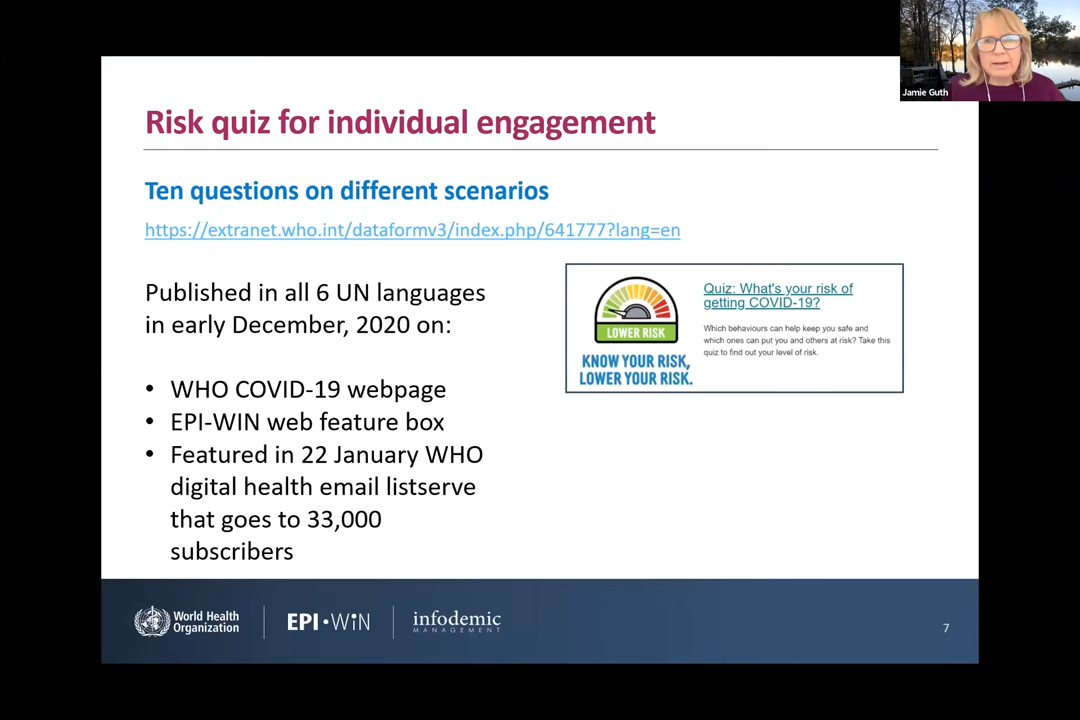 Jamie Guth
Risk quiz for individual engagement
Ten questions on different scenarios
https://extranet.who.int/dataformv3/index.php/641777?lang=en
Published in all 6 UN languages
in early December, 2020 on:
• WHO COVID-19 webpage
• EPI-WIN web feature box
• Featured in 22 January WHO
digital health email listserve
that goes to 33,000
subscribers
LOWER RISK
KNOW YOUR RISK,
LOWER YOUR RISK.
Quiz: What's your risk of
getting COVID-19?
Which behaviours can help keep you safe and
which ones can put you and others at risk? Take this
quiz to find out your level of risk.
World Health
Organization
EPI•WiN
infodemic
MANAGEMENT
7